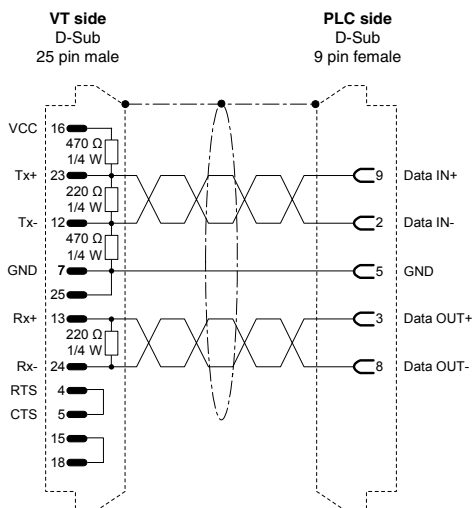 VT side
D-Sub
25 pin male
PLC side
D-Sub
9 pin female
VCC 16
470 Ω
1/4 W
Tx+ 23 9 Data IN+
220 Ω
1/4 W
Tx- 12 2 Data IN-
470 Ω
1/4 W
GND 7 5 GND
25
Rx+ 13 3 Data OUT+
220 Ω
1/4 W
Rx- 24 8 Data OUT-
RTS 4
CTS 5
15
18